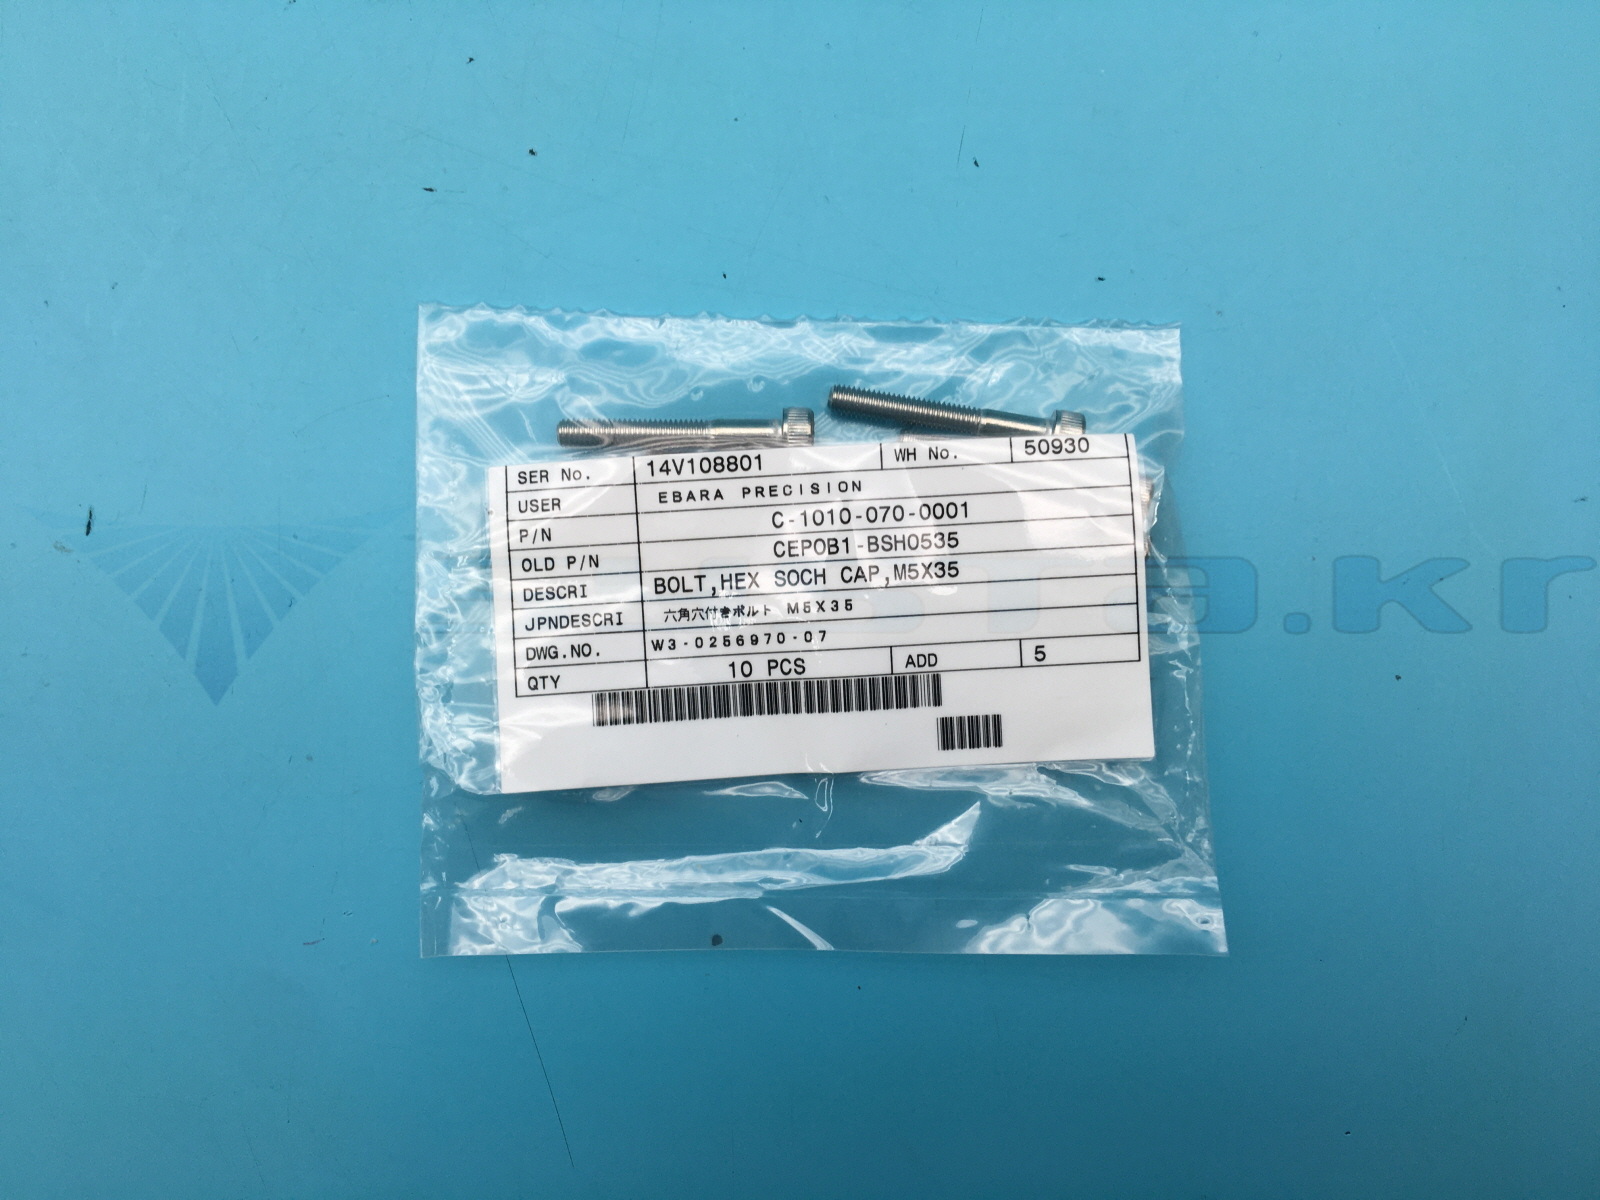 SER No. 14V108801 WH No. 50930
USER EBARA PRECISION
P/N C-1010-070-0001
OLD P/N CEPOB1-BSH0535
DESCRI BOLT,HEX SOCH CAP,M5X35
JPNDESCRI 六角穴付きボルト M5X35
DWG.NO. W3-0256970-07
QTY 10 PCS ADD 5